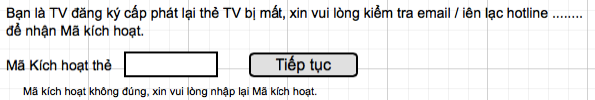 Bạn là TV đăng ký cấp phát lại thẻ TV bị mất, xin vui lòng kiểm tra email / iên lạc hotline ........
để nhận Mã kích hoạt.
Mã Kích hoạt thẻ Tiếp tục
Mã kích hoạt không đúng, xin vui lòng nhập lại Mã kích hoạt.